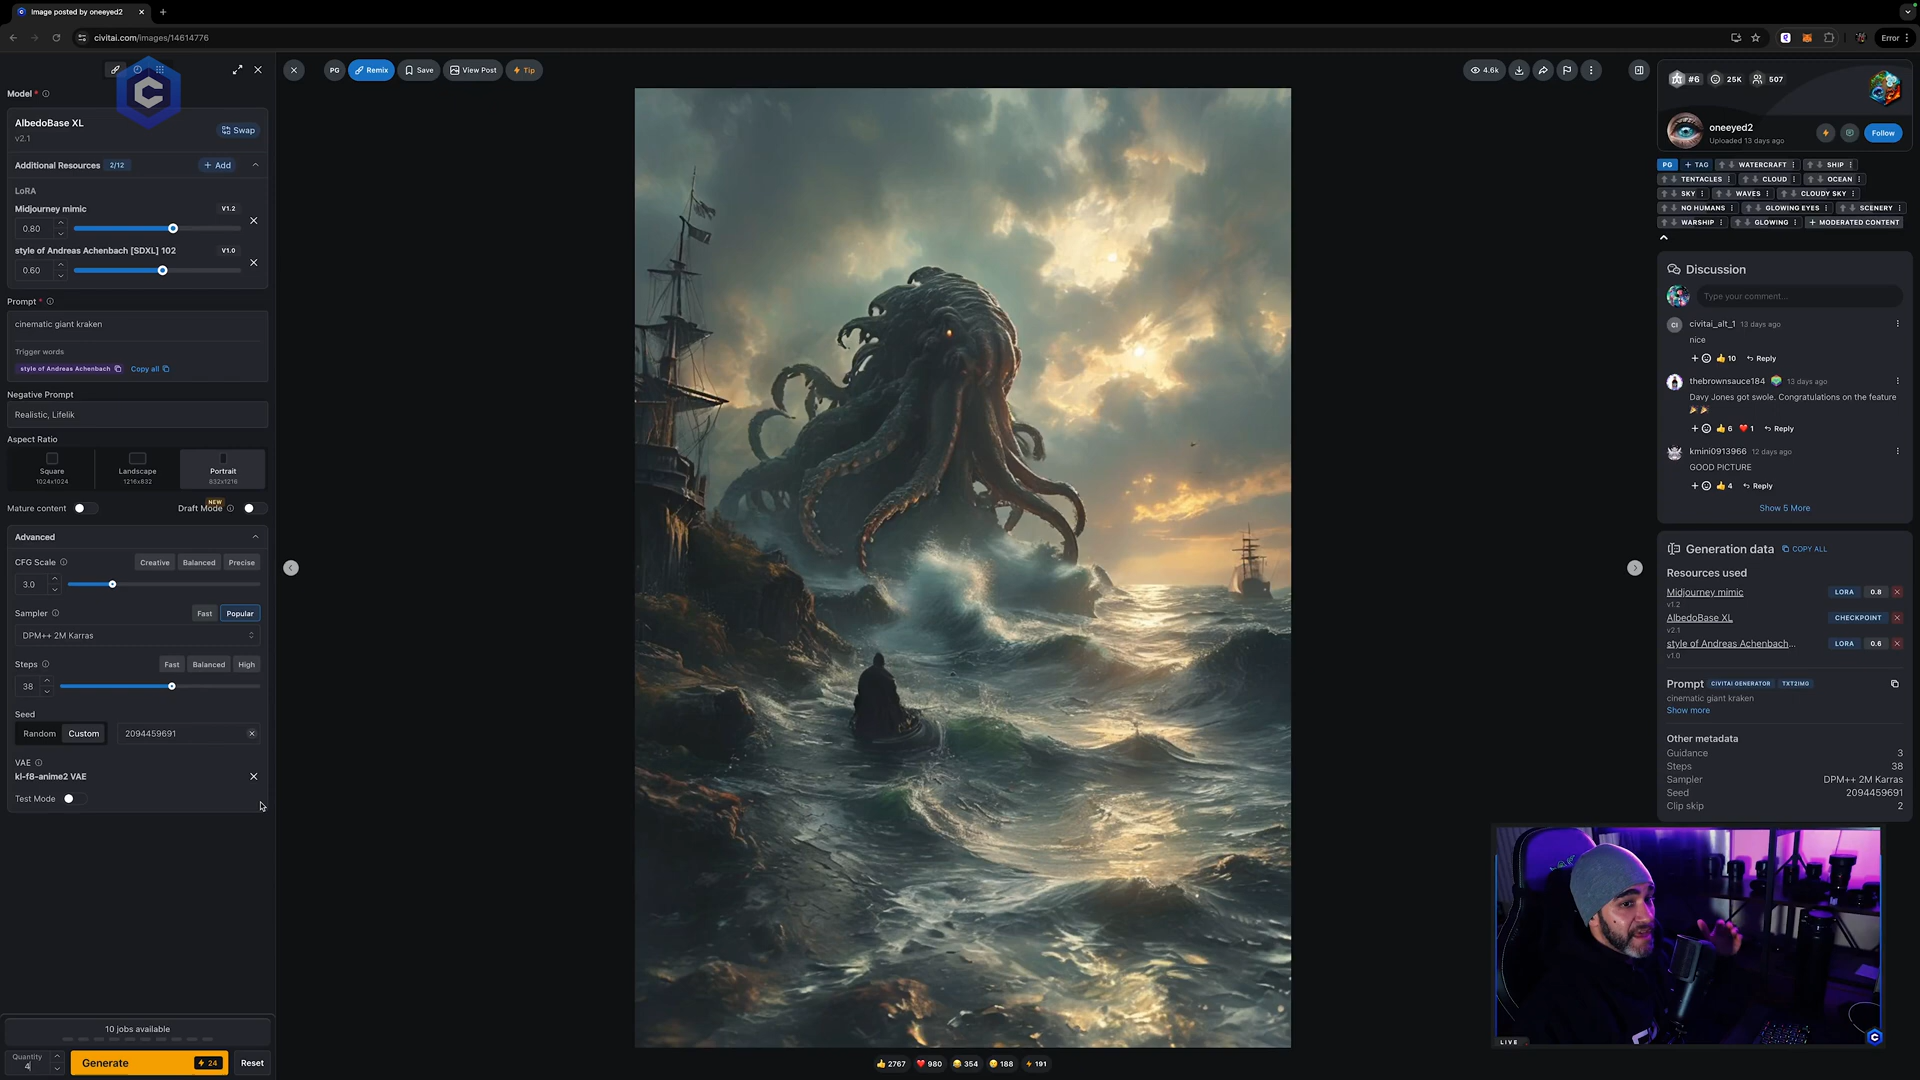 Image posted by oneeyed2
civitai.com/images/14614776
Error
Model *
AlbedoBase XL
v2.1
Swap
Additional Resources 2/12
+ Add
LoRA
Midjourney mimic V1.2
0.80
style of Andreas Achenbach [SDXL] 102 V1.0
0.60
Prompt *
cinematic giant kraken
Trigger words
style of Andreas Achenbach Copy all
Negative Prompt
Realistic, Lifelik
Aspect Ratio
Square Landscape Portrait
1024x1024 1216x832 832x1216
NEW
Mature content Draft Mode
Advanced
CFG Scale Creative Balanced Precise
3.0
Sampler Fast Popular
DPM++ 2M Karras
Steps Fast Balanced High
38
Seed
Random Custom 2094459691
VAE
kl-f8-anime2 VAE
Test Mode
10 jobs available
Quantity
4
Generate 24 Reset
PG Remix Save View Post Tip
4.6k
2767 980 354 188 191
#6 25K 507
oneeyed2
Uploaded 13 days ago
Follow
PG + TAG WATERCRAFT SHIP
TENTACLES CLOUD OCEAN
SKY WAVES CLOUDY SKY
NO HUMANS GLOWING EYES SCENERY
WARSHIP GLOWING + MODERATED CONTENT
Discussion
Type your comment...
CI civitai_alt_1 13 days ago
nice
10 Reply
thebrownsauce184 13 days ago
Davy Jones got swole. Congratulations on the feature
6 1 Reply
kmini0913966 12 days ago
GOOD PICTURE
4 Reply
Show 5 More
Generation data COPY ALL
Resources used
Midjourney mimic LORA 0.8
v1.2
AlbedoBase XL CHECKPOINT
v2.1
style of Andreas Achenbach... LORA 0.6
v1.0
Prompt CIVITAI GENERATOR TXT2IMG
cinematic giant kraken
Show more
Other metadata
Guidance 3
Steps 38
Sampler DPM++ 2M Karras
Seed 2094459691
Clip skip 2
LIVE